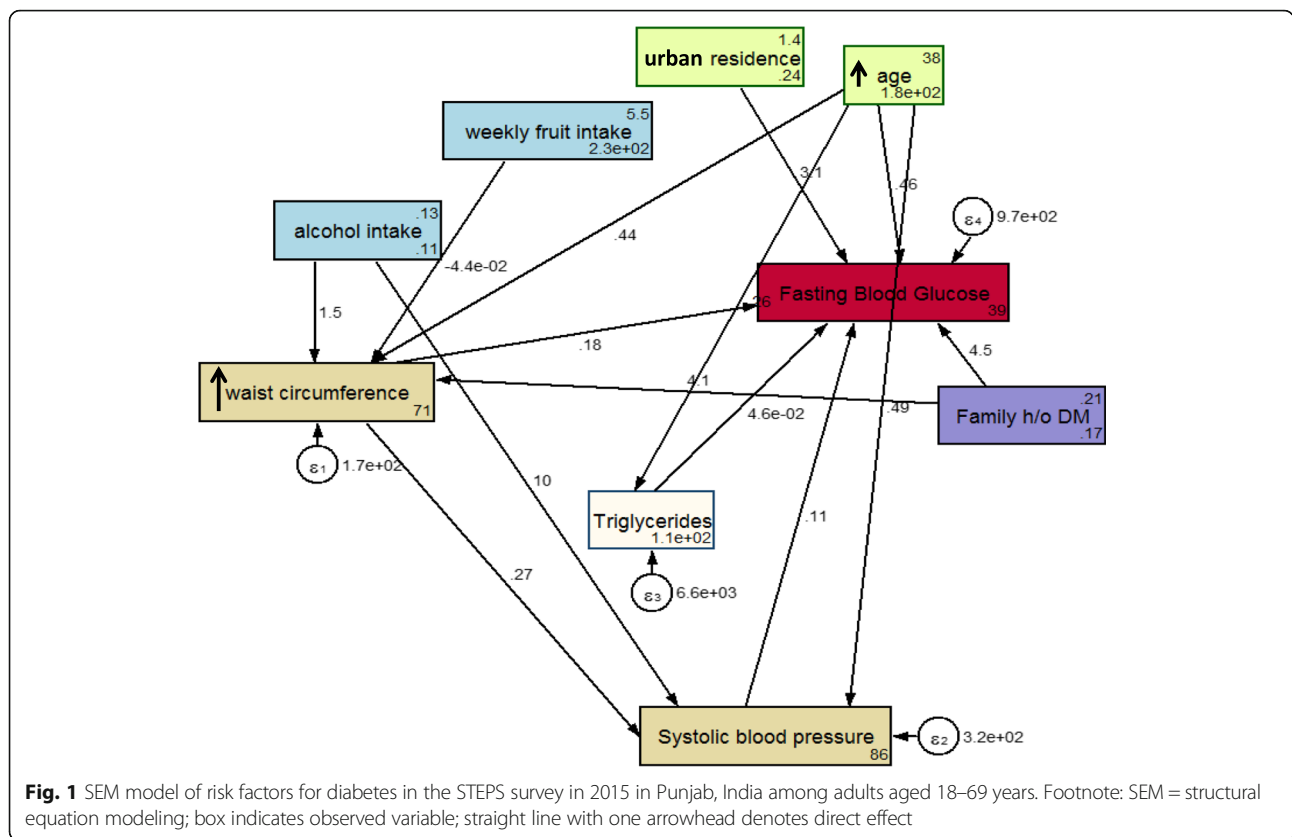 1.4
urban residence
.24
38
age
1.8e+02
5.5
weekly fruit intake
2.3e+02
3.1
.46
.13
alcohol intake
.11
.44
ε4
9.7e+02
-4.4e-02
Fasting Blood Glucose
.26
39
1.5
.18
4.5
waist circumference
71
4.1
4.6e-02
.49
.21
Family h/o DM
.17
ε1
1.7e+02
10
Triglycerides
1.1e+02
.11
.27
ε3
6.6e+03
Systolic blood pressure
86
ε2
3.2e+02
Fig. 1 SEM model of risk factors for diabetes in the STEPS survey in 2015 in Punjab, India among adults aged 18–69 years. Footnote: SEM = structural
equation modeling; box indicates observed variable; straight line with one arrowhead denotes direct effect